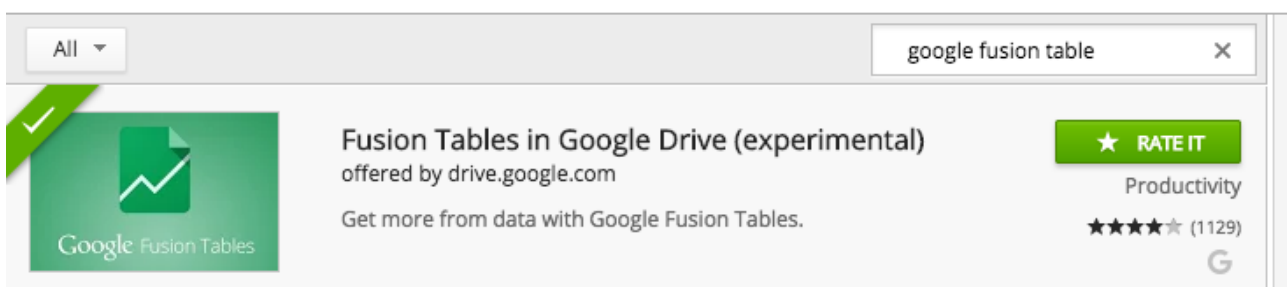 All
google fusion table
Fusion Tables in Google Drive (experimental)
offered by drive.google.com
Get more from data with Google Fusion Tables.
Google Fusion Tables
RATE IT
Productivity
(1129)
G